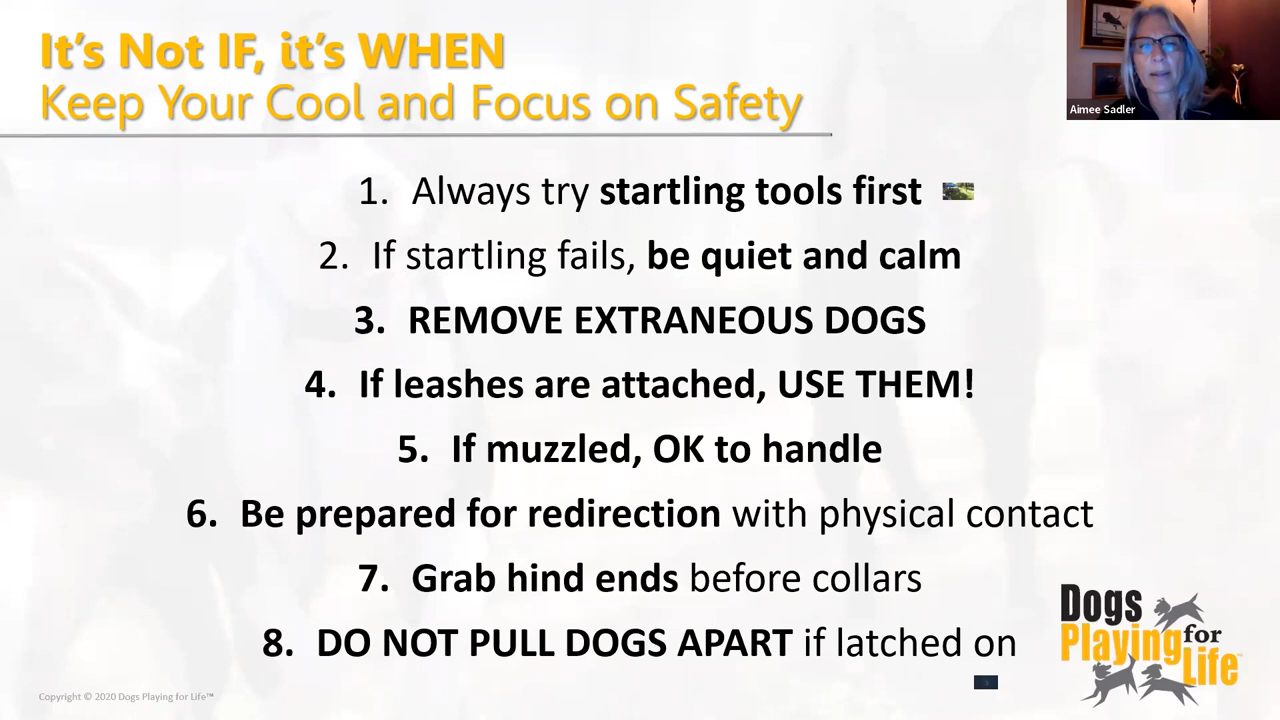 It's Not IF, it's WHEN
Keep Your Cool and Focus on Safety
Aimee Sadler
1. Always try startling tools first
2. If startling fails, be quiet and calm
3. REMOVE EXTRANEOUS DOGS
4. If leashes are attached, USE THEM!
5. If muzzled, OK to handle
6. Be prepared for redirection with physical contact
7. Grab hind ends before collars
8. DO NOT PULL DOGS APART if latched on
Dogs
Playing for
Life™
Copyright © 2020 Dogs Playing for Life™